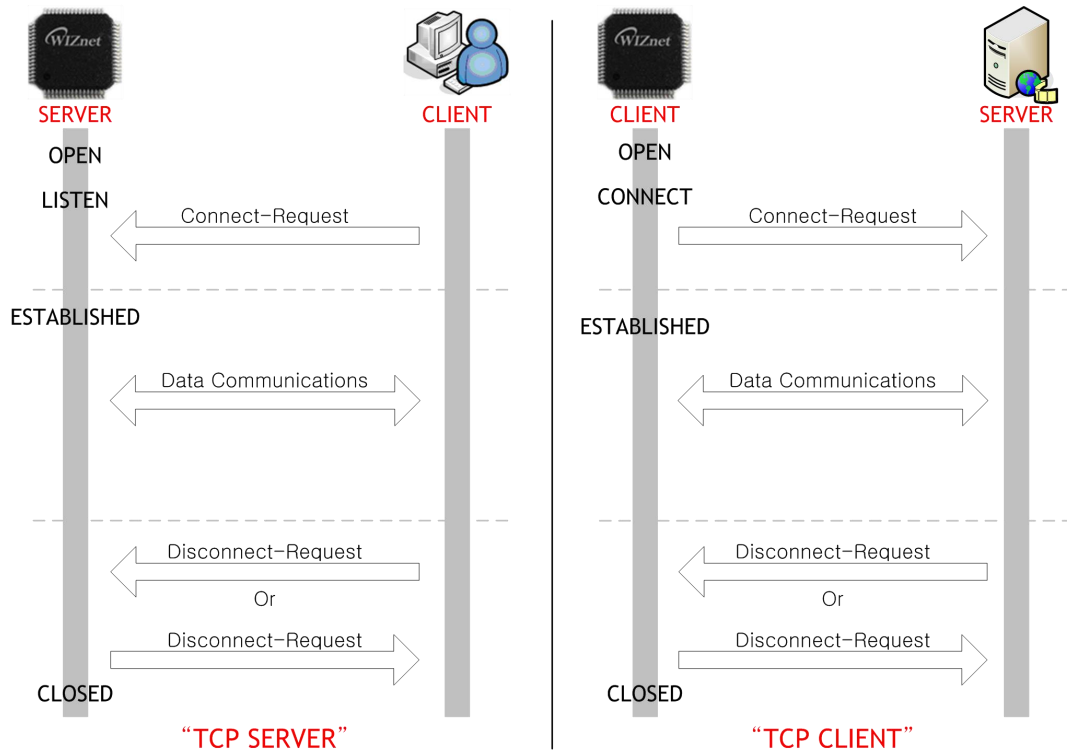 WIZnet
SERVER
CLIENT
OPEN
LISTEN
Connect-Request
ESTABLISHED
Data Communications
Disconnect-Request
Or
Disconnect-Request
CLOSED
“TCP SERVER”
WIZnet
CLIENT
SERVER
OPEN
CONNECT
Connect-Request
ESTABLISHED
Data Communications
Disconnect-Request
Or
Disconnect-Request
CLOSED
“TCP CLIENT”